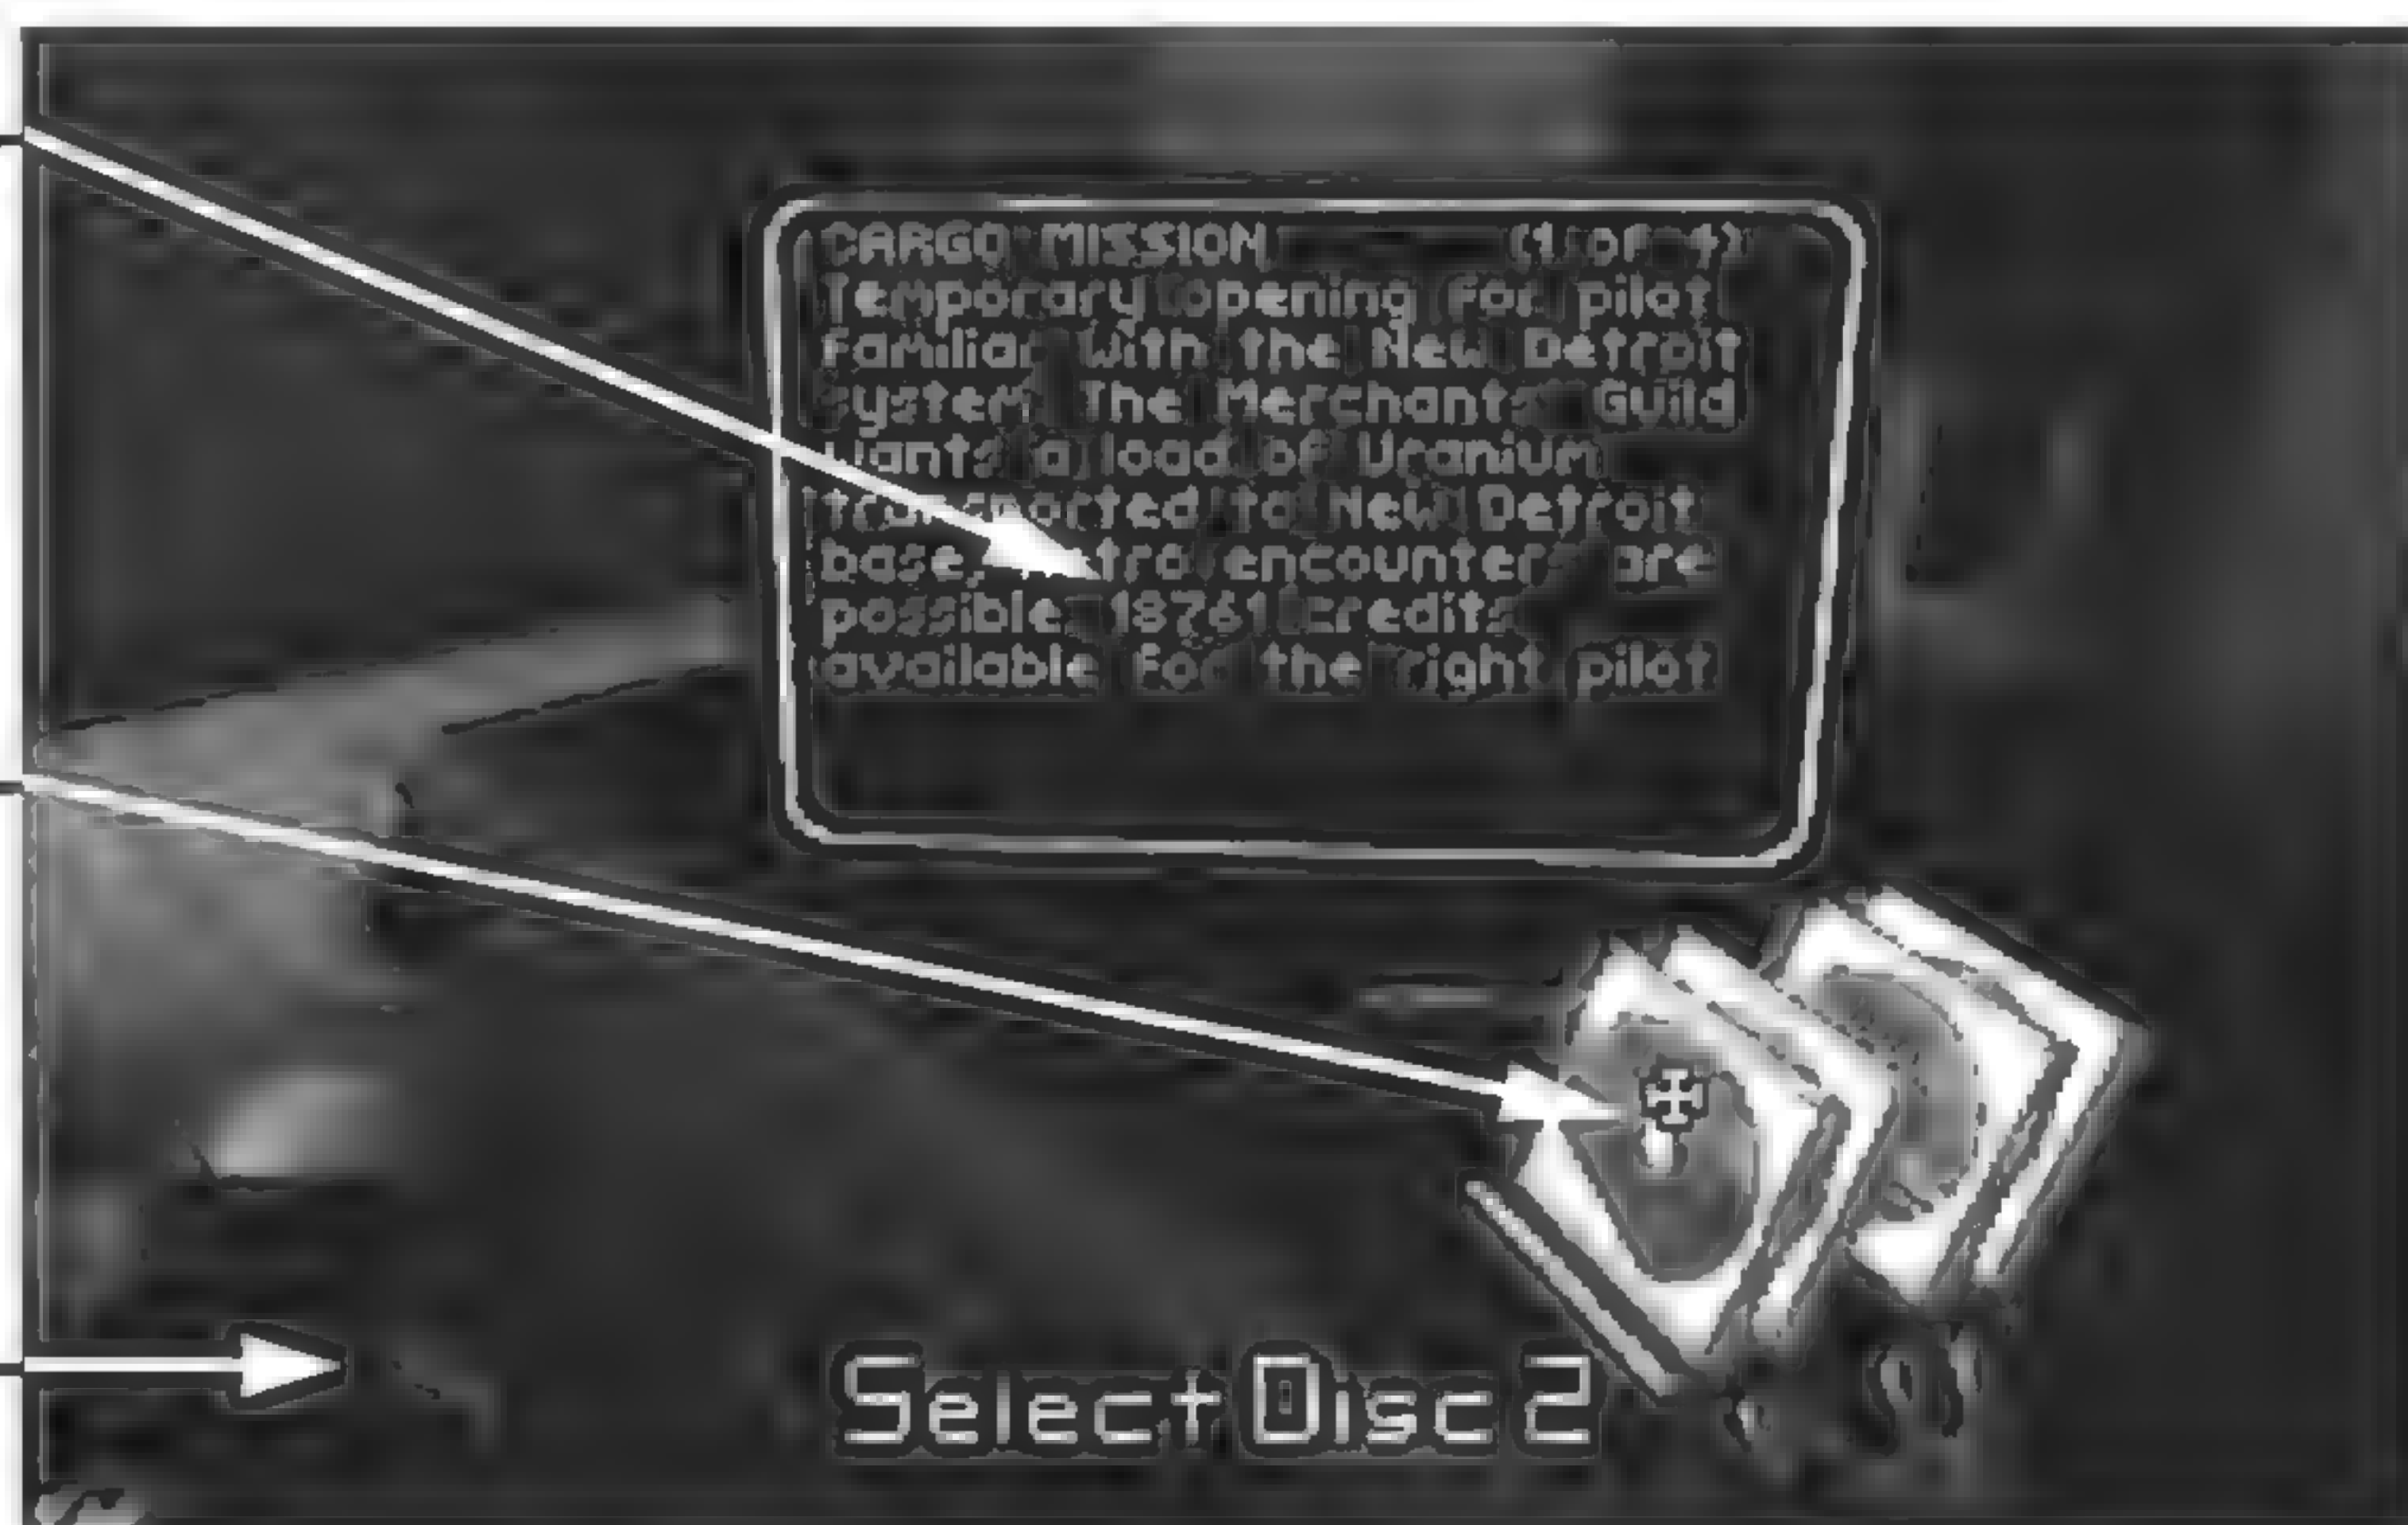 CARGO MISSION (1 of 4)
Temporary opening for pilot
familiar with the New Detroit
system. The Merchants Guild
wants a load of Uranium
transported to New Detroit
base, encounters are
possible. 18761 credits
available for the right pilot
Select Disc 2